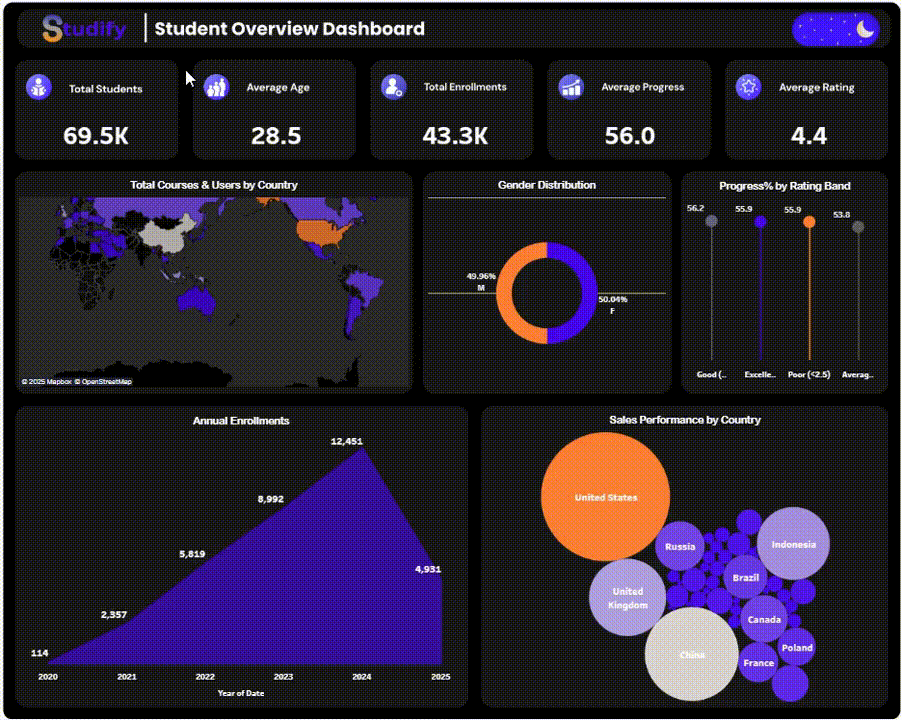 Studify
Student Overview Dashboard
Total Students
69.5K
Average Age
28.5
Total Enrollments
43.3K
Average Progress
56.0
Average Rating
4.4
Total Courses & Users by Country
© 2025 Mapbox © OpenStreetMap
Gender Distribution
49.96%
M
50.04%
F
Progress% by Rating Band
56.2
55.9
55.9
53.8
Good (..
Excelle..
Poor (<2.5)
Averag..
Annual Enrollments
12,451
8,992
5,819
4,931
2,357
114
2020
2021
2022
2023
2024
2025
Year of Date
Sales Performance by Country
United States
Russia
Indonesia
Brazil
United
Kingdom
Canada
China
Poland
France